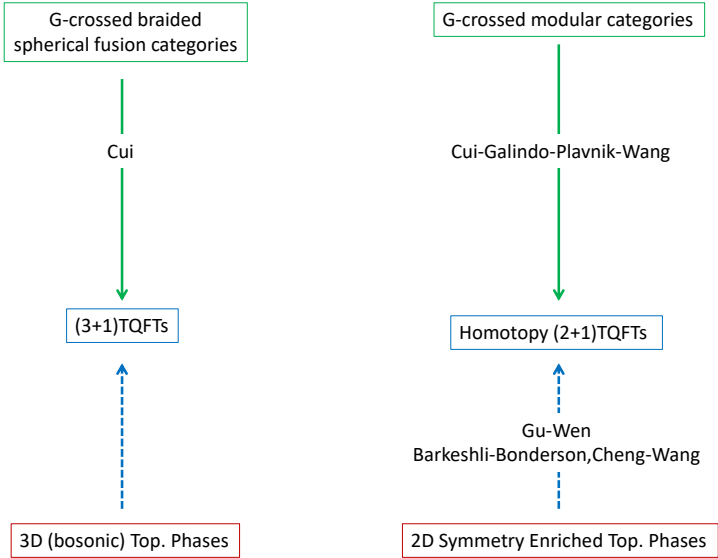 G-crossed braided
spherical fusion categories
G-crossed modular categories
Cui
Cui-Galindo-Plavnik-Wang
(3+1)TQFTs
Homotopy (2+1)TQFTs
Gu-Wen
Barkeshli-Bonderson,Cheng-Wang
3D (bosonic) Top. Phases
2D Symmetry Enriched Top. Phases